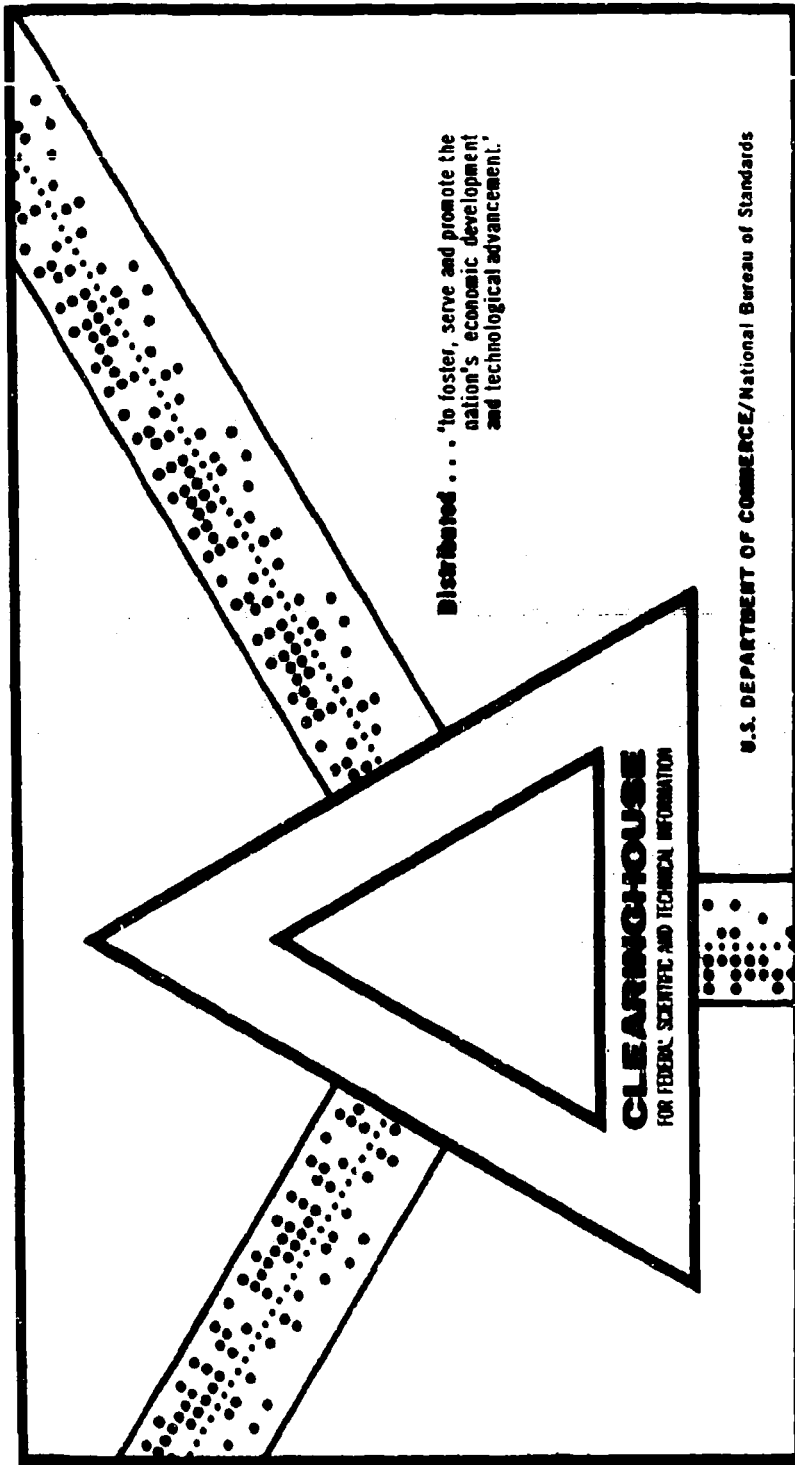 Distributed . . . 'to foster, serve and promote the
nation's economic development
and technological advancement.'
CLEARINGHOUSE
FOR FEDERAL SCIENTIFIC AND TECHNICAL INFORMATION
U.S. DEPARTMENT OF COMMERCE/National Bureau of Standards